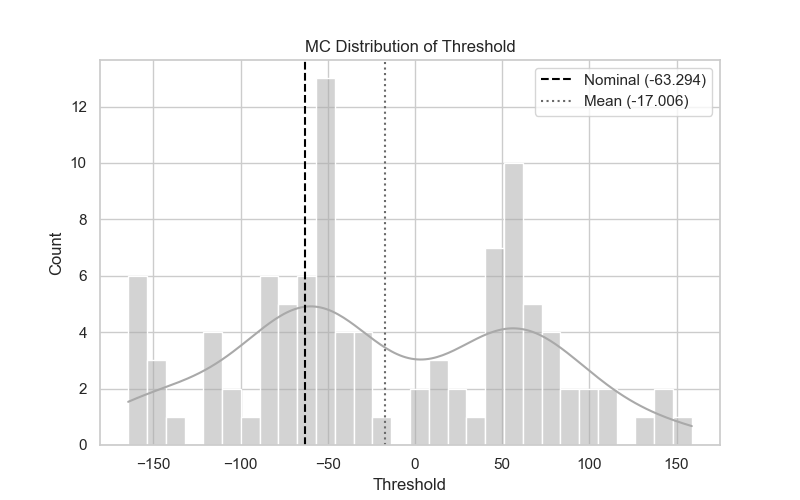 MC Distribution of Threshold
Nominal (-63.294)
Mean (-17.006)
Count
12
10
8
6
4
2
0
−150
−100
−50
0
50
100
150
Threshold